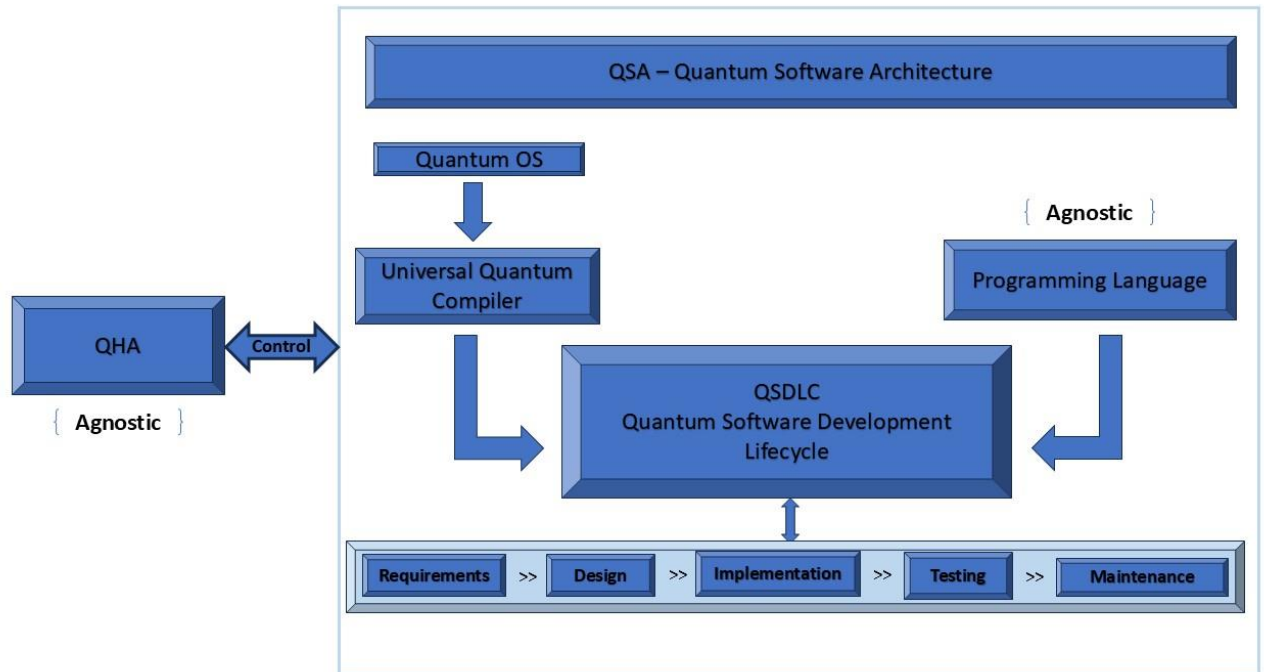 QSA – Quantum Software Architecture
Quantum OS
{ Agnostic }
Universal Quantum
Compiler
Programming Language
QHA
Control
{ Agnostic }
QSDLC
Quantum Software Development
Lifecycle
Requirements >> Design >> Implementation >> Testing >> Maintenance